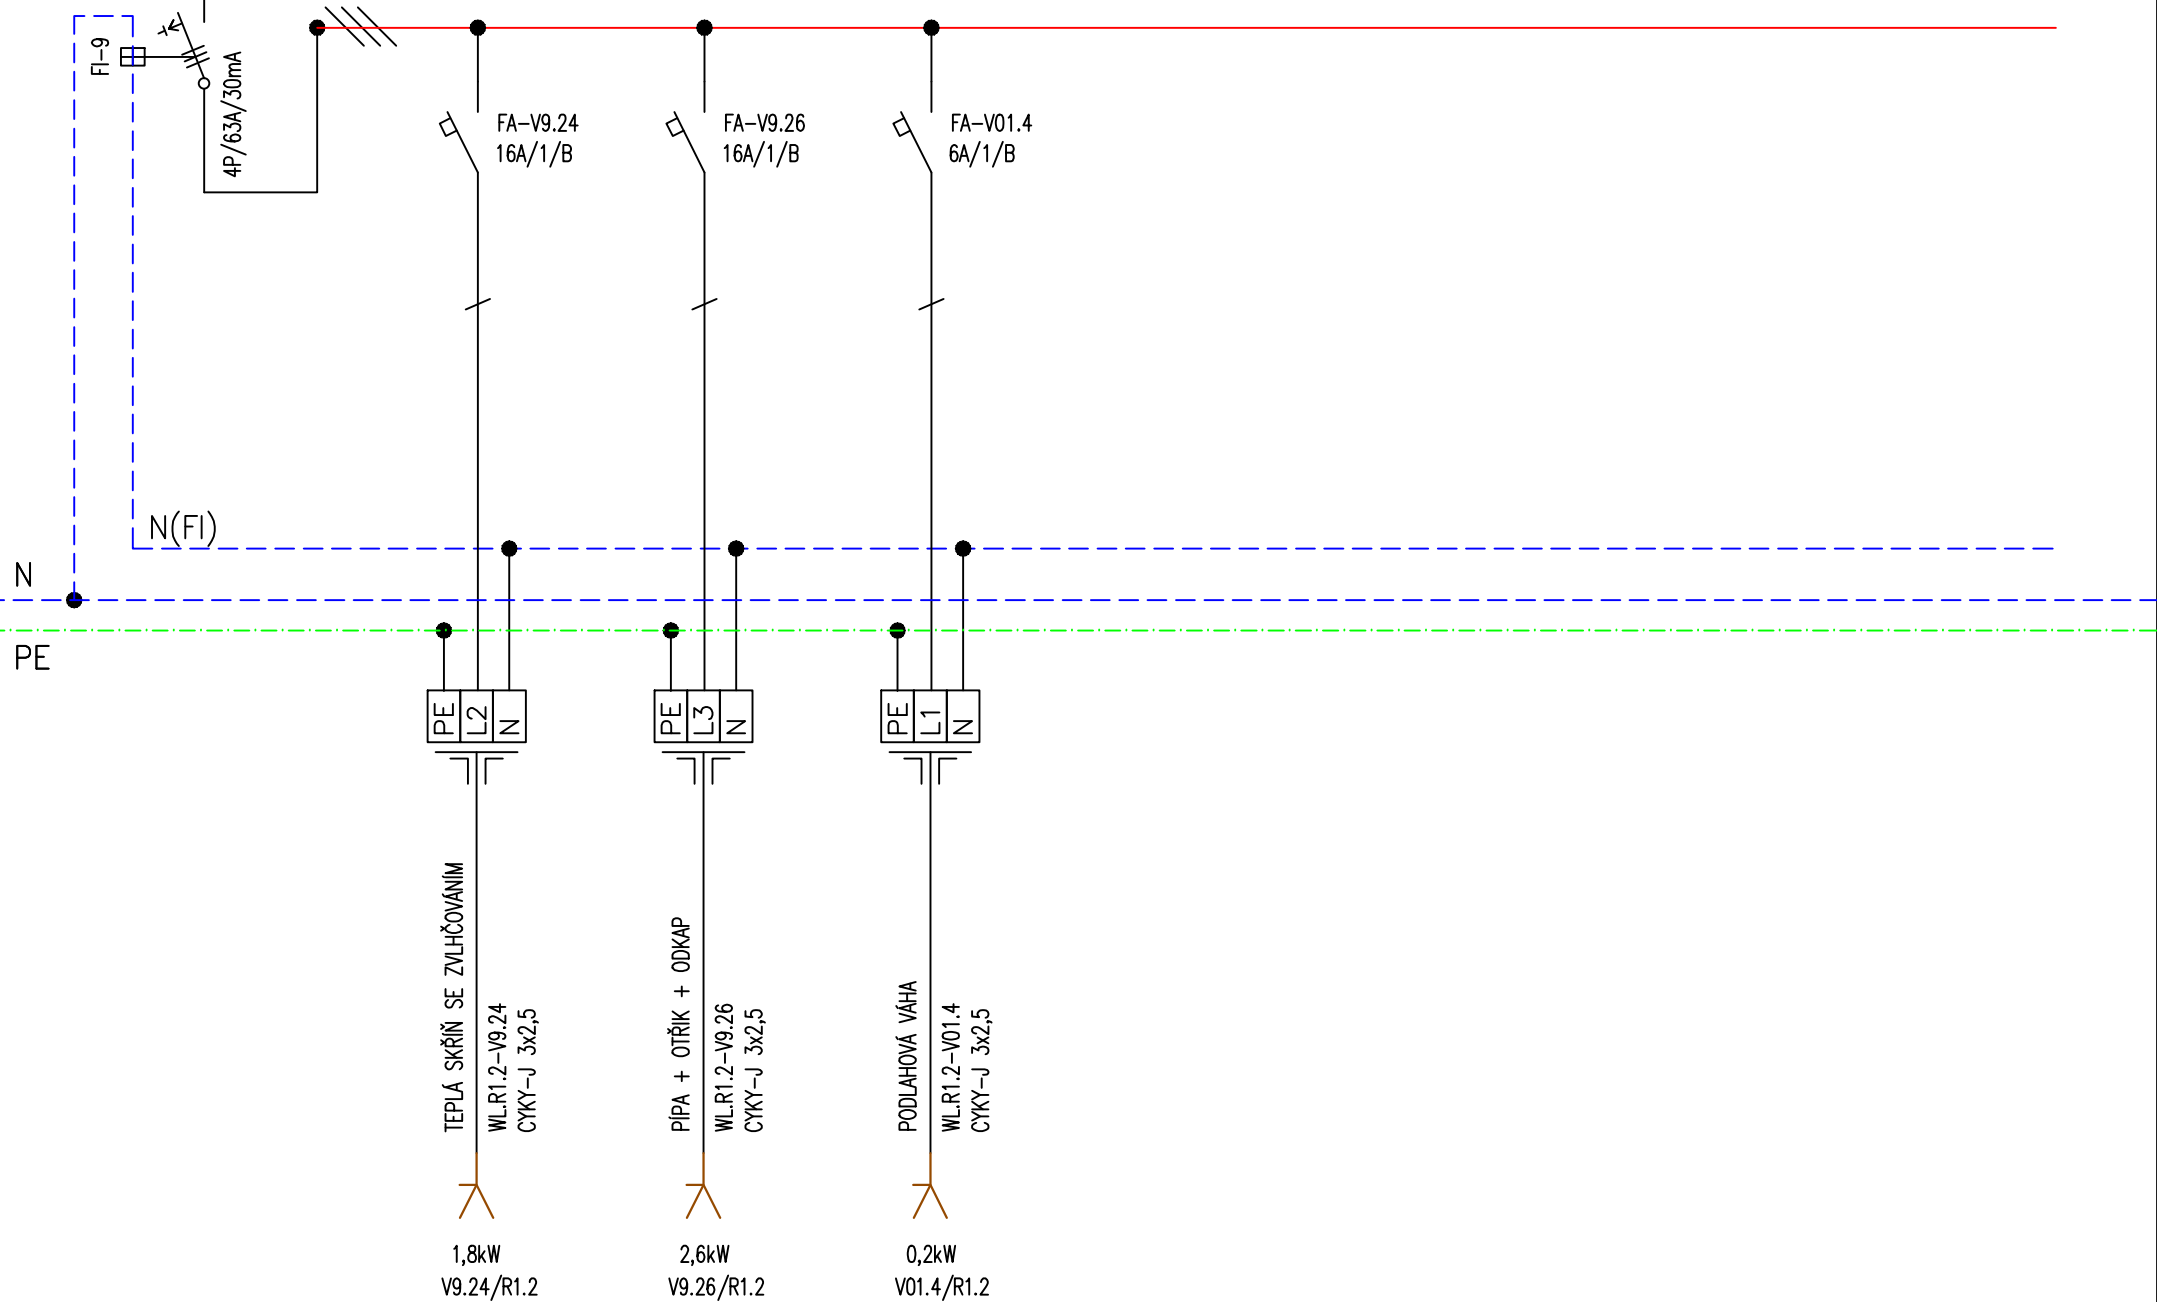 FI-9
4P/63A/30mA
FA-V9.24
16A/1/B
FA-V9.26
16A/1/B
FA-V01.4
6A/1/B
N(FI)
N
PE
PE
L2
N
PE
L3
N
PE
L1
N
TEPLÁ SKŘÍŇ SE ZVLHČOVÁNÍM
WL.R1.2-V9.24
CYKY-J 3x2,5
PÍPA + OTŘIK + ODKAP
WL.R1.2-V9.26
CYKY-J 3x2,5
PODLAHOVÁ VÁHA
WL.R1.2-V01.4
CYKY-J 3x2,5
1,8kW
V9.24/R1.2
2,6kW
V9.26/R1.2
0,2kW
V01.4/R1.2